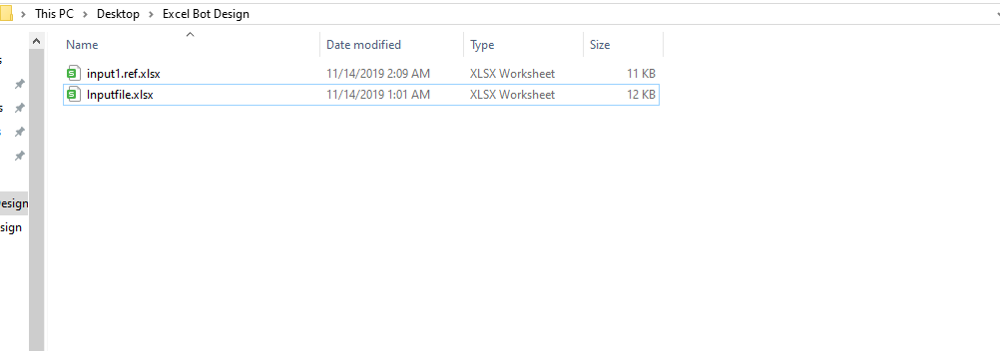 This PC > Desktop > Excel Bot Design
Name Date modified Type Size
input1.ref.xlsx 11/14/2019 2:09 AM XLSX Worksheet 11 KB
Inputfile.xlsx 11/14/2019 1:01 AM XLSX Worksheet 12 KB
esign
sign